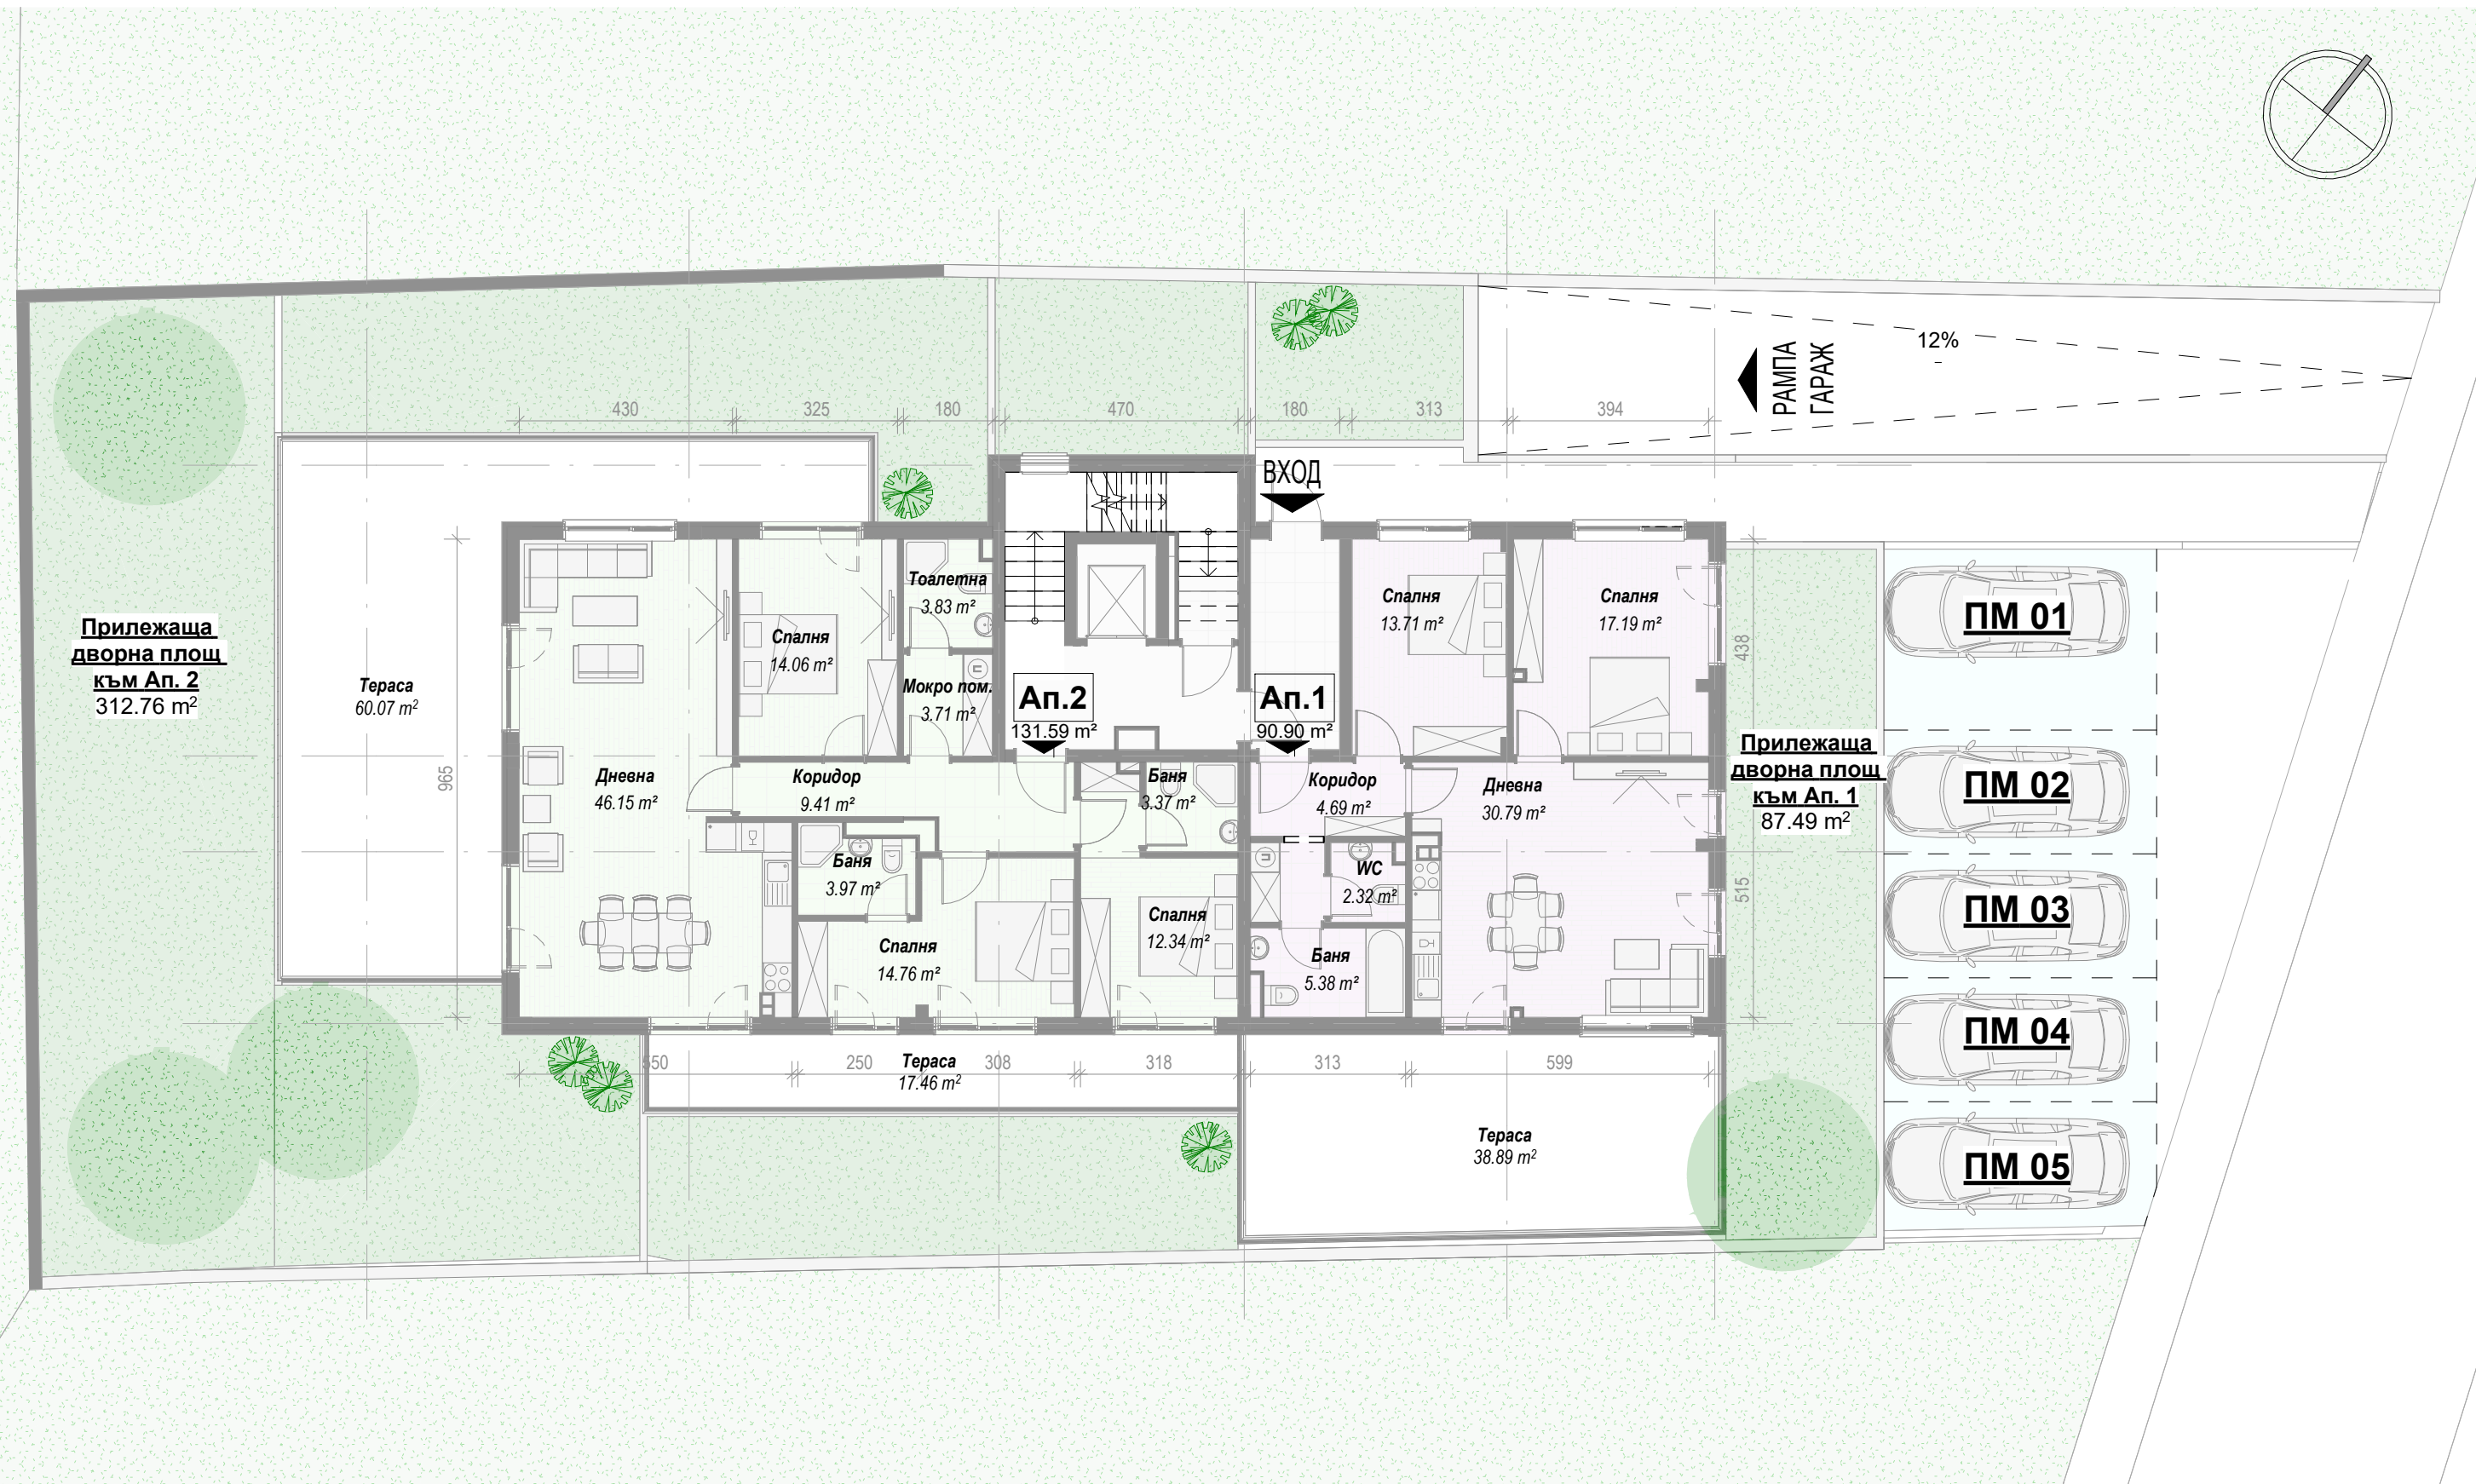 12%
РАМПА
ГАРАЖ
430
325
180
470
180
313
394
ВХОД
Тоалетна
3.83 m²
Спалня
13.71 m²
Спалня
17.19 m²
ПМ 01
Прилежаща
дворна площ
към Ап. 2
312.76 m²
Спалня
14.06 m²
438
Тераса
60.07 m²
Мокро пом.
3.71 m²
Ап.2
131.59 m²
Ап.1
90.90 m²
Прилежаща
дворна площ
към Ап. 1
87.49 m²
ПМ 02
965
Дневна
46.15 m²
Коридор
9.41 m²
Баня
3.37 m²
Коридор
4.69 m²
Дневна
30.79 m²
Баня
3.97 m²
WC
2.32 m²
515
ПМ 03
Спалня
14.76 m²
Спалня
12.34 m²
Баня
5.38 m²
ПМ 04
550
250
Тераса
17.46 m²
308
318
313
599
Тераса
38.89 m²
ПМ 05